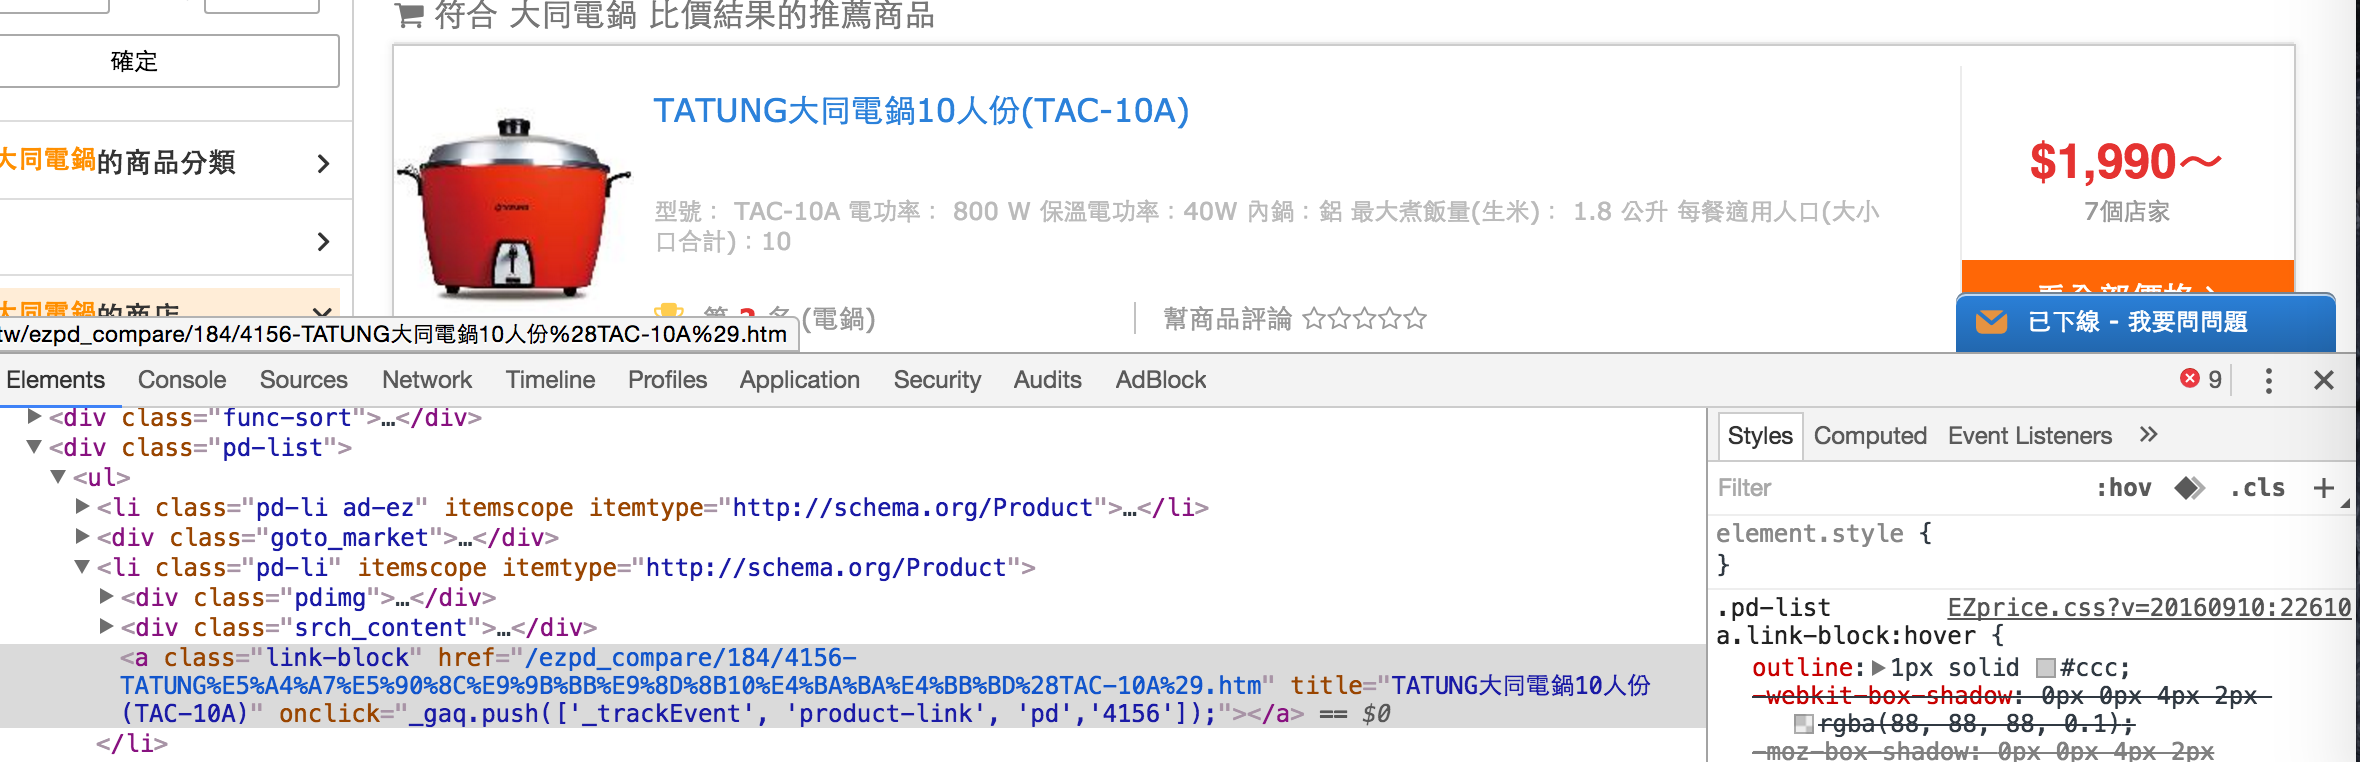 符合 大同電鍋 比價結果的推薦商品
確定
大同電鍋的商品分類
大同電鍋的商店
TATUNG大同電鍋10人份(TAC-10A)
型號： TAC-10A 電功率： 800 W 保溫電功率：40W 內鍋：鋁 最大煮飯量(生米)： 1.8 公升 每餐適用人口(大小
口合計)：10
第 2 名 (電鍋)
幫商品評論 ☆☆☆☆☆
$1,990～
7個店家
看全部價格
已下線 - 我要問問題
tw/ezpd_compare/184/4156-TATUNG大同電鍋10人份%28TAC-10A%29.htm
Elements Console Sources Network Timeline Profiles Application Security Audits AdBlock
9
<div class="func-sort">…</div>
<div class="pd-list">
<ul>
<li class="pd-li ad-ez" itemscope itemtype="http://schema.org/Product">…</li>
<div class="goto_market">…</div>
<li class="pd-li" itemscope itemtype="http://schema.org/Product">
<div class="pdimg">…</div>
<div class="srch_content">…</div>
<a class="link-block" href="/ezpd_compare/184/4156-
TATUNG%E5%A4%A7%E5%90%8C%E9%9B%BB%E9%8D%8B10%E4%BA%BA%E4%BB%BD%28TAC-10A%29.htm" title="TATUNG大同電鍋10人份
(TAC-10A)" onclick="_gaq.push(['_trackEvent', 'product-link', 'pd','4156']);"></a> == $0
</li>
Styles Computed Event Listeners »
Filter :hov .cls +
element.style {
}
.pd-list EZprice.css?v=20160910:22610
a.link-block:hover {
outline: 1px solid #ccc;
-webkit-box-shadow: 0px 0px 4px 2px
rgba(88, 88, 88, 0.1);
-moz-box-shadow: 0px 0px 4px 2px